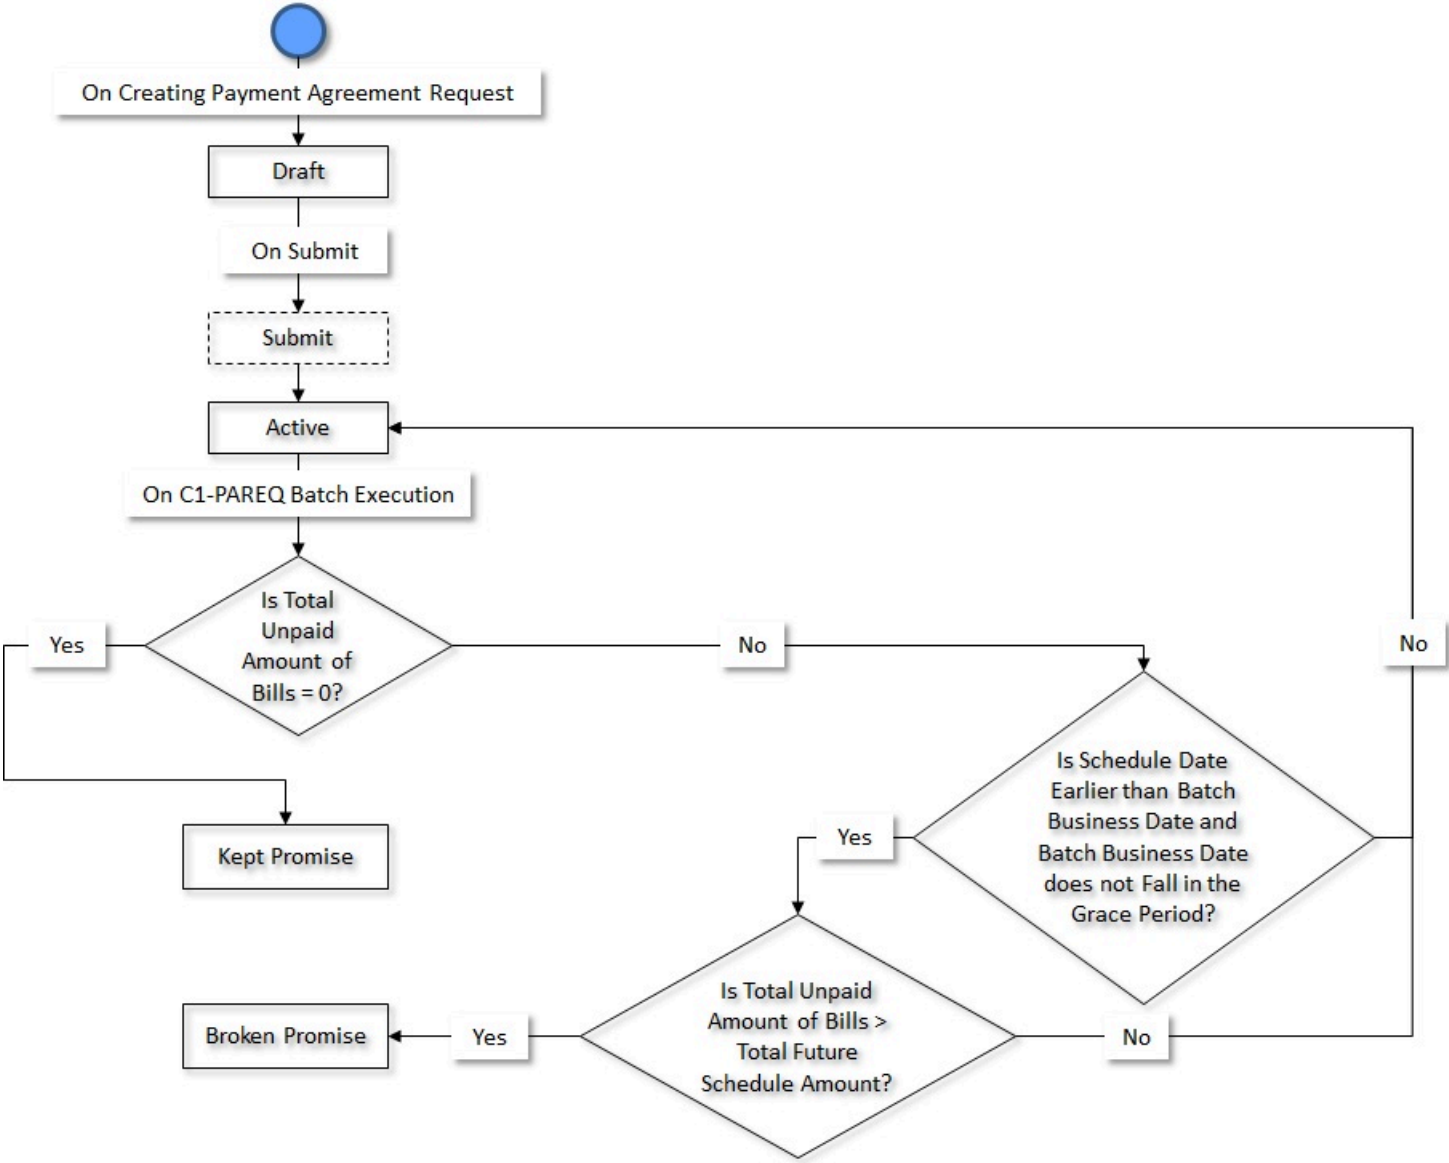 On Creating Payment Agreement Request
Draft
On Submit
Submit
Active
On C1-PAREQ Batch Execution
Is Total
Unpaid
Amount of
Bills = 0?
Yes
No
No
Is Schedule Date
Earlier than Batch
Business Date and
Batch Business Date
does not Fall in the
Grace Period?
Yes
Kept Promise
Is Total Unpaid
Amount of Bills >
Total Future
Schedule Amount?
Broken Promise
Yes
No